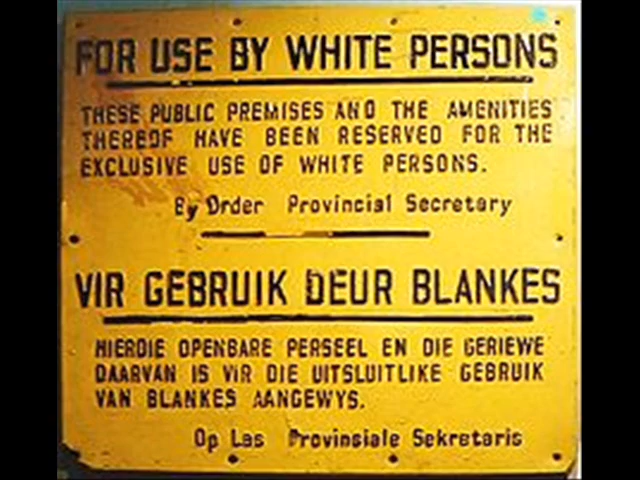 FOR USE BY WHITE PERSONS
THESE PUBLIC PREMISES AND THE AMENITIES
THEREOF HAVE BEEN RESERVED FOR THE
EXCLUSIVE USE OF WHITE PERSONS.
By Order Provincial Secretary
VIR GEBRUIK DEUR BLANKES
HIERDIE OPENBARE PERSEEL EN DIE GERIEWE
DAARVAN IS VIR DIE UITSLUITLIKE GEBRUIK
VAN BLANKES AANGEWYS.
Op Las Provinsiale Sekretaris